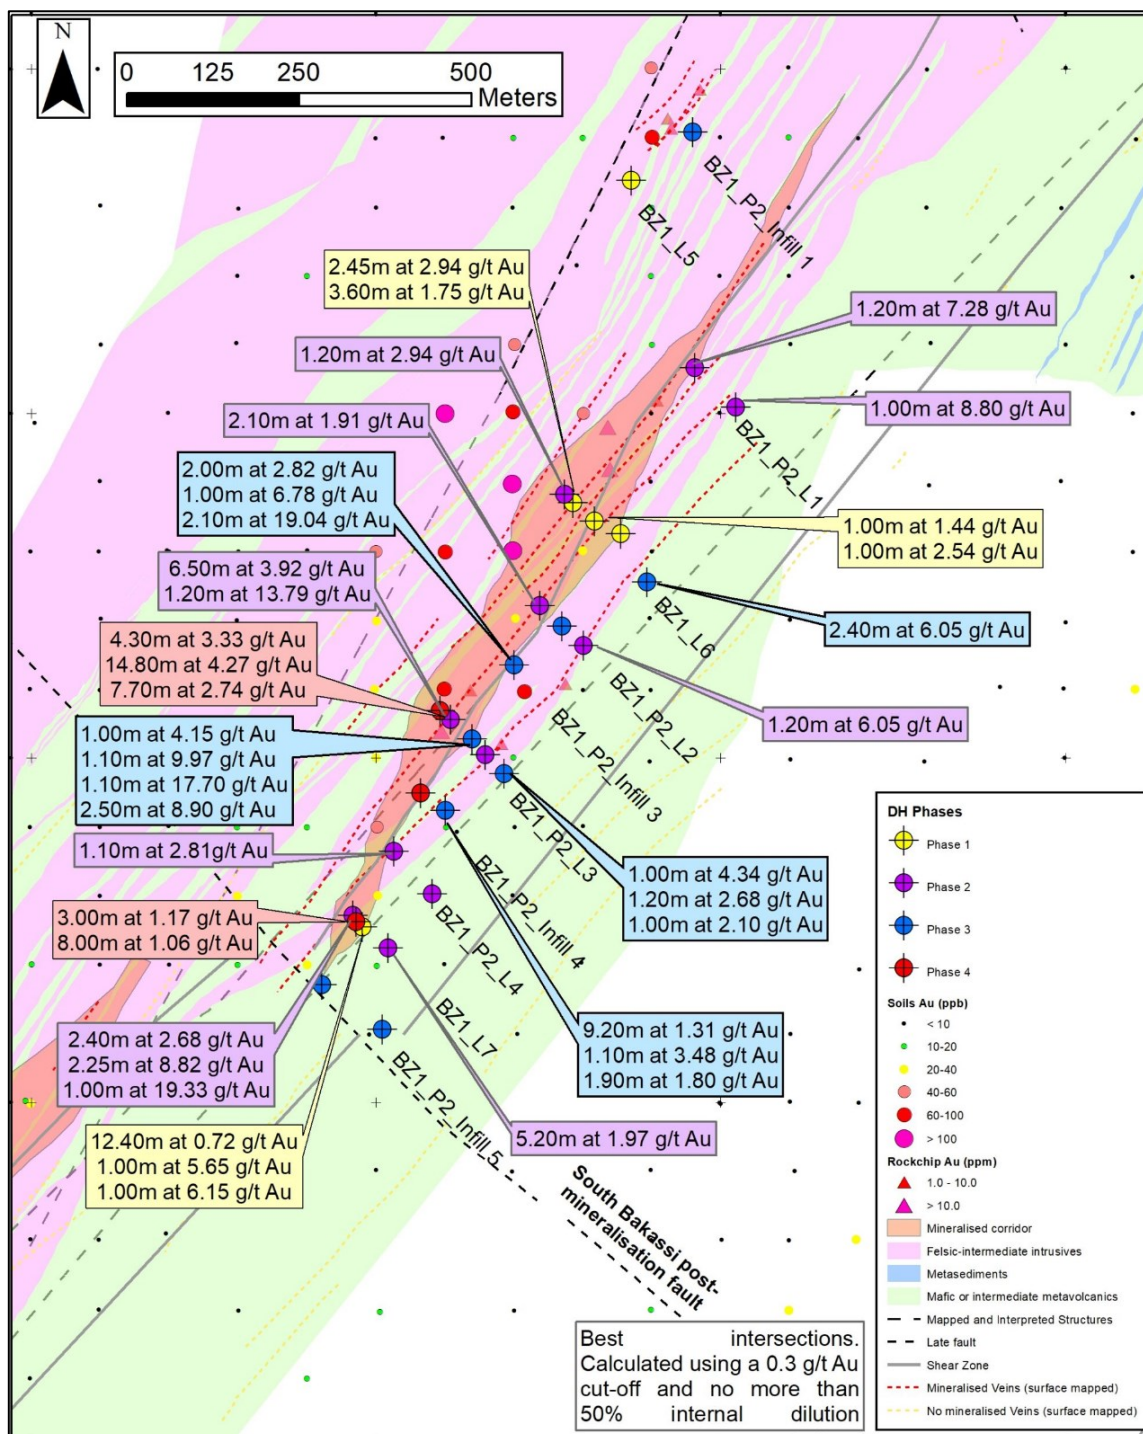 N
0 125 250 500
Meters
BZ1_P2_Infill 1
BZ1_L5
2.45m at 2.94 g/t Au
3.60m at 1.75 g/t Au
1.20m at 7.28 g/t Au
1.20m at 2.94 g/t Au
1.00m at 8.80 g/t Au
2.10m at 1.91 g/t Au
BZ1_P2_L1
2.00m at 2.82 g/t Au
1.00m at 6.78 g/t Au
2.10m at 19.04 g/t Au
1.00m at 1.44 g/t Au
1.00m at 2.54 g/t Au
6.50m at 3.92 g/t Au
1.20m at 13.79 g/t Au
BZ1_L6
2.40m at 6.05 g/t Au
4.30m at 3.33 g/t Au
14.80m at 4.27 g/t Au
7.70m at 2.74 g/t Au
BZ1_P2_L2
1.20m at 6.05 g/t Au
BZ1_P2_Infill 3
1.00m at 4.15 g/t Au
1.10m at 9.97 g/t Au
1.10m at 17.70 g/t Au
2.50m at 8.90 g/t Au
BZ1_P2_L3
1.10m at 2.81g/t Au
BZ1_P2_Infill 4
1.00m at 4.34 g/t Au
1.20m at 2.68 g/t Au
1.00m at 2.10 g/t Au
3.00m at 1.17 g/t Au
8.00m at 1.06 g/t Au
BZ1_P2_L4
BZ1_L7
2.40m at 2.68 g/t Au
2.25m at 8.82 g/t Au
1.00m at 19.33 g/t Au
9.20m at 1.31 g/t Au
1.10m at 3.48 g/t Au
1.90m at 1.80 g/t Au
BZ1_P2_Infill_5
12.40m at 0.72 g/t Au
1.00m at 5.65 g/t Au
1.00m at 6.15 g/t Au
5.20m at 1.97 g/t Au
South Bakassi post-
mineralisation fault
Best intersections.
Calculated using a 0.3 g/t Au
cut-off and no more than
50% internal dilution
DH Phases
Phase 1
Phase 2
Phase 3
Phase 4
Soils Au (ppb)
< 10
10-20
20-40
40-60
60-100
> 100
Rockchip Au (ppm)
1.0 - 10.0
> 10.0
Mineralised corridor
Felsic-intermediate intrusives
Metasediments
Mafic or intermediate metavolcanics
Mapped and Interpreted Structures
Late fault
Shear Zone
Mineralised Veins (surface mapped)
No mineralised Veins (surface mapped)